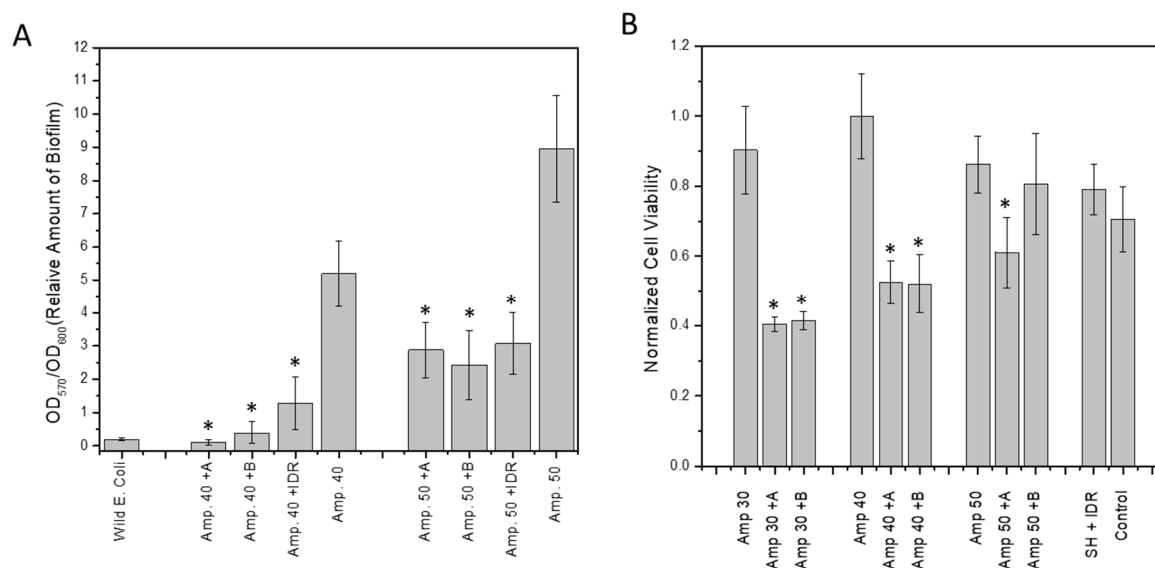 A
OD570/OD600(Relaive Amount of Biofilm)
12
11
10
9
8
7
6
5
4
3
2
1
0
*
*
*
*
*
*
Wild E. Coli
Amp. 40 +A
Amp. 40 +B
Amp. 40 +IDR
Amp. 40
Amp. 50 +A
Amp. 50 +B
Amp. 50 +IDR
Amp. 50
B
Normalized Cell Viability
1.2
1.0
0.8
0.6
0.4
0.2
0.0
*
*
*
*
*
Amp 30
Amp 30 +A
Amp 30 +B
Amp 40
Amp 40 +A
Amp 40 +B
Amp 50
Amp 50 +A
Amp 50 +B
SH + IDR
Control